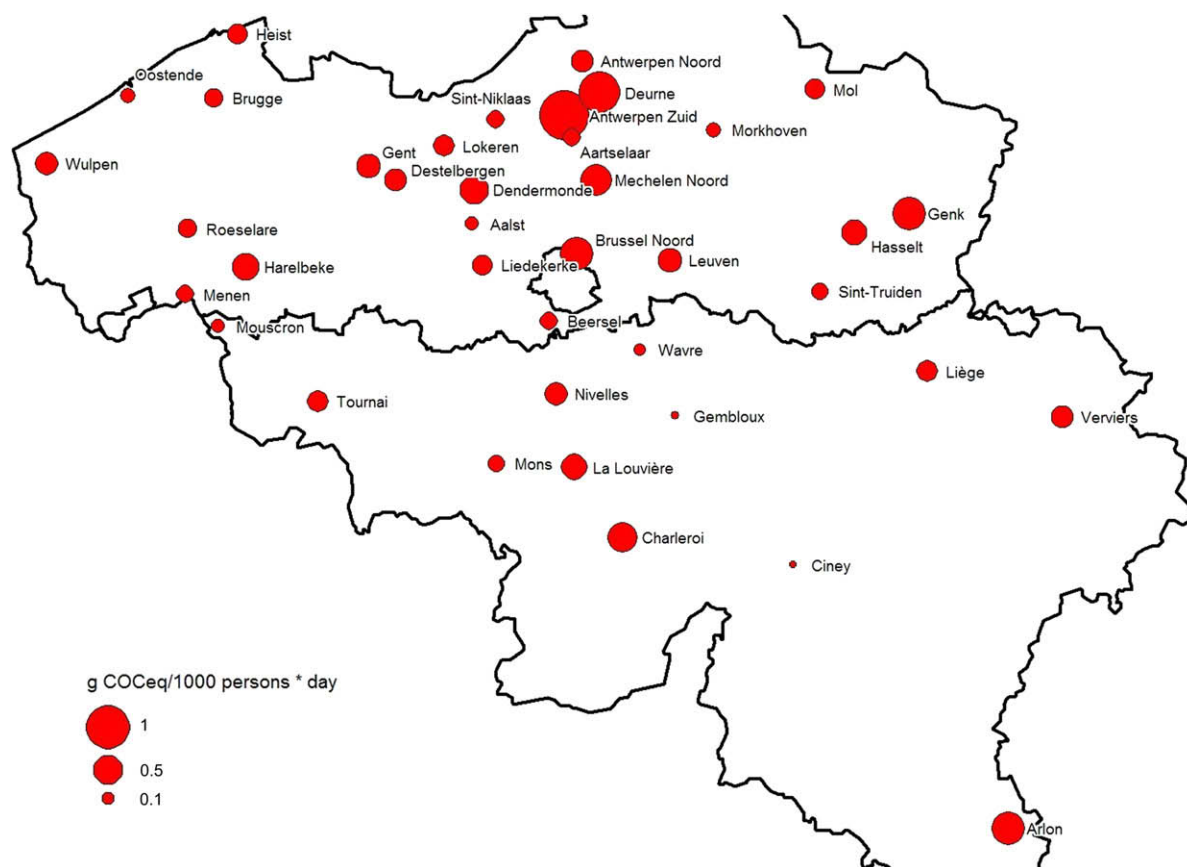 Heist
Antwerpen Noord
Oostende
Mol
Deurne
Brugge
Sint-Niklaas
Antwerpen Zuid
Morkhoven
Lokeren
Aartselaar
Gent
Wulpen
Destelbergen
Mechelen Noord
Dendermonde
Genk
Aalst
Roeselare
Brussel Noord
Hasselt
Leuven
Harelbeke
Liedekerke
Sint-Truiden
Menen
Beersel
Mouscron
Wavre
Liège
Nivelles
Tournai
Gembloux
Verviers
Mons
La Louvière
Charleroi
Ciney
g COCeq/1000 persons * day
1
0.5
0.1
Arlon